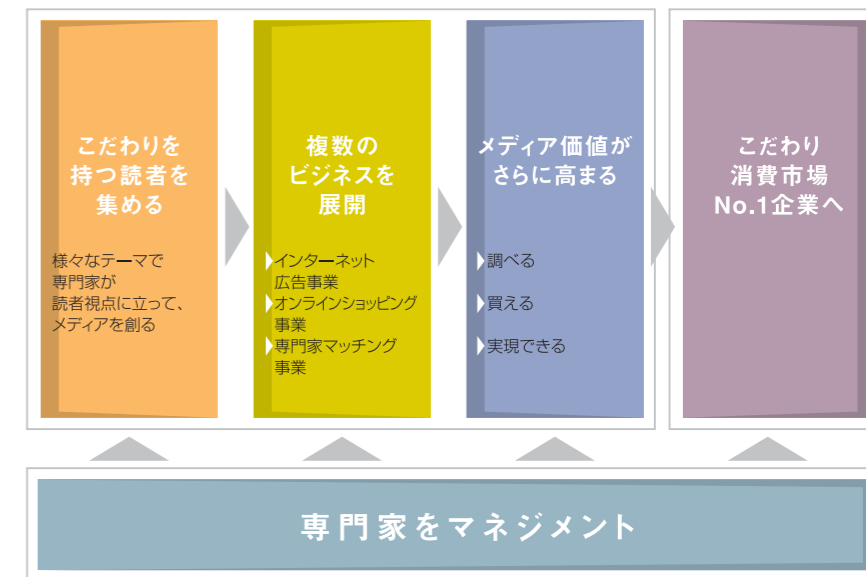 こだわりを
持つ読者を
集める
様々なテーマで
専門家が
読者視点に立って、
メディアを創る
複数の
ビジネスを
展開
インターネット
広告事業
オンラインショッピング
事業
専門家マッチング
事業
メディア価値が
さらに高まる
調べる
買える
実現できる
こだわり
消費市場
No.1企業へ
専門家をマネジメント